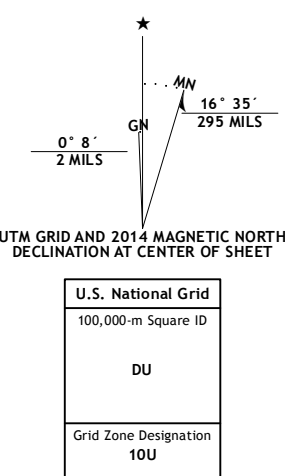 ★
MN
GN
16° 35´
295 MILS
0° 8´
2 MILS
UTM GRID AND 2014 MAGNETIC NORTH
DECLINATION AT CENTER OF SHEET
U.S. National Grid
100,000-m Square ID
DU
Grid Zone Designation
10U